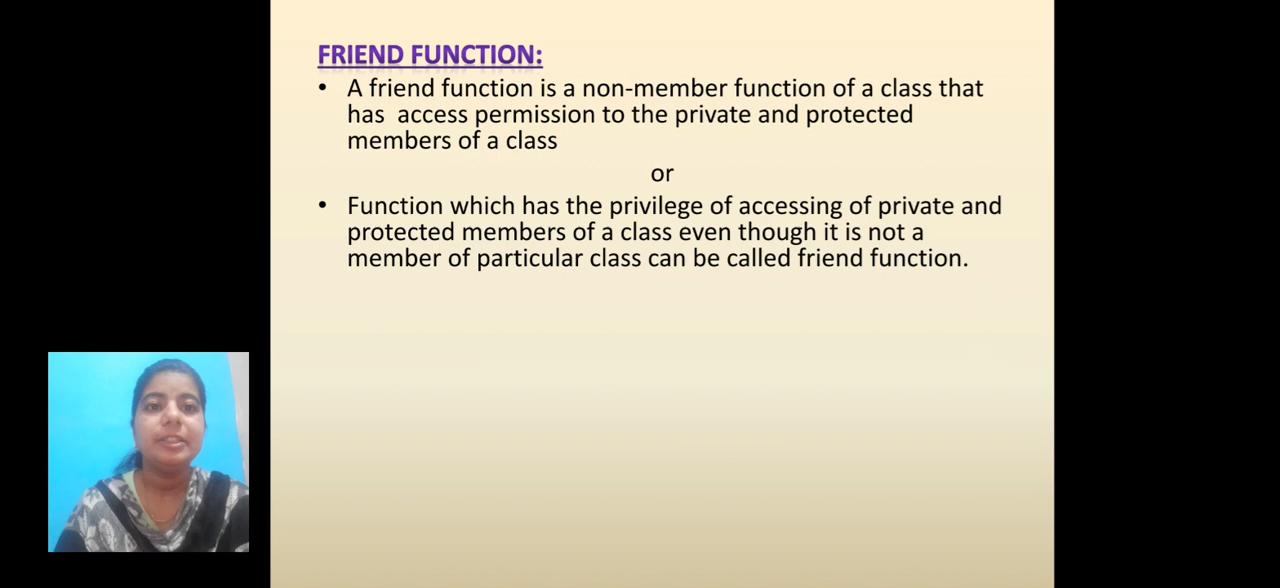 FRIEND FUNCTION:
• A friend function is a non-member function of a class that
has  access permission to the private and protected
members of a class
or
• Function which has the privilege of accessing of private and
protected members of a class even though it is not a
member of particular class can be called friend function.